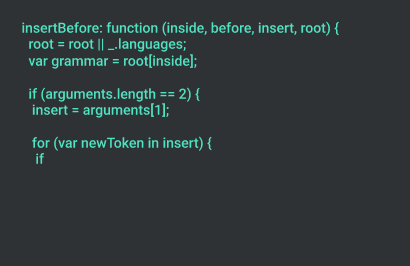 insertBefore: function (inside, before, insert, root) {
root = root || _.languages;
var grammar = root[inside];
if (arguments.length == 2) {
insert = arguments[1];
for (var newToken in insert) {
if